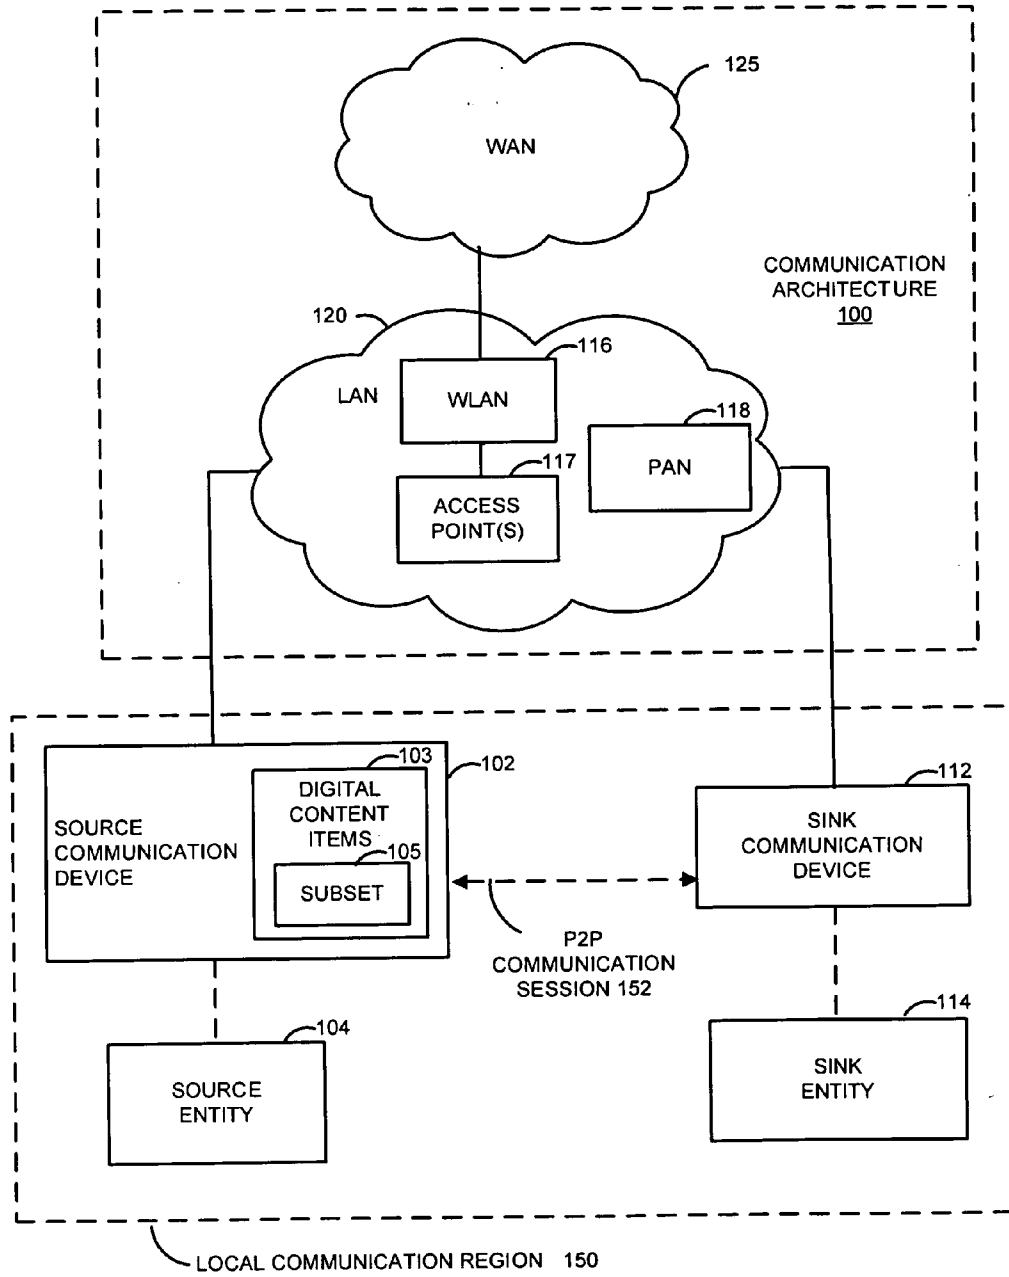 125
WAN
COMMUNICATION
ARCHITECTURE
100
120
116
LAN
WLAN
118
PAN
117
ACCESS
POINT(S)
103
102
DIGITAL
CONTENT
ITEMS
SOURCE
COMMUNICATION
DEVICE
105
SUBSET
112
SINK
COMMUNICATION
DEVICE
P2P
COMMUNICATION
SESSION 152
104
SOURCE
ENTITY
114
SINK
ENTITY
LOCAL COMMUNICATION REGION 150